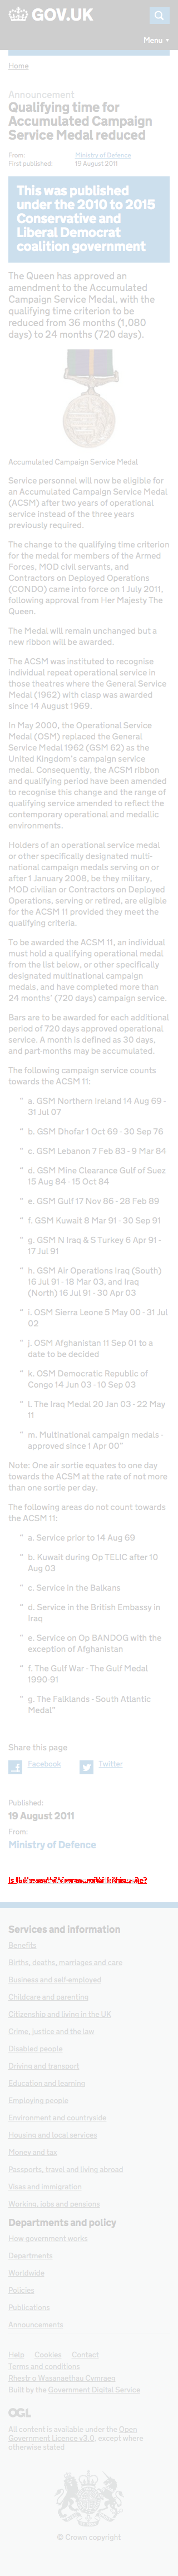 GOV.UK
Menu ▼
Home
Announcement
Qualifying time for
Accumulated Campaign
Service Medal reduced
From: Ministry of Defence
First published: 19 August 2011
This was published
under the 2010 to 2015
Conservative and
Liberal Democrat
coalition government
The Queen has approved an
amendment to the Accumulated
Campaign Service Medal, with the
qualifying time criterion to be
reduced from 36 months (1,080
days) to 24 months (720 days).
Accumulated Campaign Service Medal
Service personnel will now be eligible for
an Accumulated Campaign Service Medal
(ACSM) after two years of operational
service instead of the three years
previously required.
The change to the qualifying time criterion
for the medal for members of the Armed
Forces, MOD civil servants, and
Contractors on Deployed Operations
(CONDO) came into force on 1 July 2011,
following approval from Her Majesty The
Queen.
The Medal will remain unchanged but a
new ribbon will be awarded.
The ACSM was instituted to recognise
individual repeat operational service in
those theatres where the General Service
Medal (1962) with clasp was awarded
since 14 August 1969.
In May 2000, the Operational Service
Medal (OSM) replaced the General
Service Medal 1962 (GSM 62) as the
United Kingdom's campaign service
medal. Consequently, the ACSM ribbon
and qualifying period have been amended
to recognise this change and the range of
qualifying service extended to reflect the
contemporary operational and medallic
environments.
Holders of an operational service medal
or other specifically designated multi-
national campaign medals serving on or
after 1 January 2008, be they military,
MOD civilian or Contractors on Deployed
Operations, serving or retired, are eligible
for the ACSM 11 provided they meet the
qualifying criteria.
To be awarded the ACSM 11, an individual
must hold a qualifying operational medal
from the list below, or other specifically
designated multinational campaign
medals, and have completed more than
24 months' (720 days) campaign service.
Bars are to be awarded for each additional
period of 720 days approved operational
service. A month is defined as 30 days,
and part-months may be accumulated.
The following campaign service counts
towards the ACSM 11:
a. GSM Northern Ireland 14 Aug 69 -
31 Jul 07
b. GSM Dhofar 1 Oct 69 - 30 Sep 76
c. GSM Lebanon 7 Feb 83 - 9 Mar 84
d. GSM Mine Clearance Gulf of Suez
15 Aug 84 - 15 Oct 84
e. GSM Gulf 17 Nov 86 - 28 Feb 89
f. GSM Kuwait 8 Mar 91 - 30 Sep 91
g. GSM N Iraq & S Turkey 6 Apr 91 -
17 Jul 91
h. GSM Air Operations Iraq (South)
16 Jul 91 - 18 Mar 03, and Iraq
(North) 16 Jul 91 - 30 Apr 03
i. OSM Sierra Leone 5 May 00 - 31 Jul
02
j. OSM Afghanistan 11 Sep 01 to a
date to be decided
k. OSM Democratic Republic of
Congo 14 Jun 03 - 10 Sep 03
l. The Iraq Medal 20 Jan 03 - 22 May
11
m. Multinational campaign medals -
approved since 1 Apr 00"
Note: One air sortie equates to one day
towards the ACSM at the rate of not more
than one sortie per day.
The following areas do not count towards
the ACSM 11:
a. Service prior to 14 Aug 69
b. Kuwait during Op TELIC after 10
Aug 03
c. Service in the Balkans
d. Service in the British Embassy in
Iraq
e. Service on Op BANDOG with the
exception of Afghanistan
f. The Gulf War - The Gulf Medal
1990-91
g. The Falklands - South Atlantic
Medal"
Share this page
Facebook Twitter
Published:
19 August 2011
From:
Ministry of Defence
Services and information
Benefits
Births, deaths, marriages and care
Business and self-employed
Childcare and parenting
Citizenship and living in the UK
Crime, justice and the law
Disabled people
Driving and transport
Education and learning
Employing people
Environment and countryside
Housing and local services
Money and tax
Passports, travel and living abroad
Visas and immigration
Working, jobs and pensions
Departments and policy
How government works
Departments
Worldwide
Policies
Publications
Announcements
Help Cookies Contact
Terms and conditions
Rhestr o Wasanaethau Cymraeg
Built by the Government Digital Service
OGL
All content is available under the Open
Government Licence v3.0, except where
otherwise stated
© Crown copyright